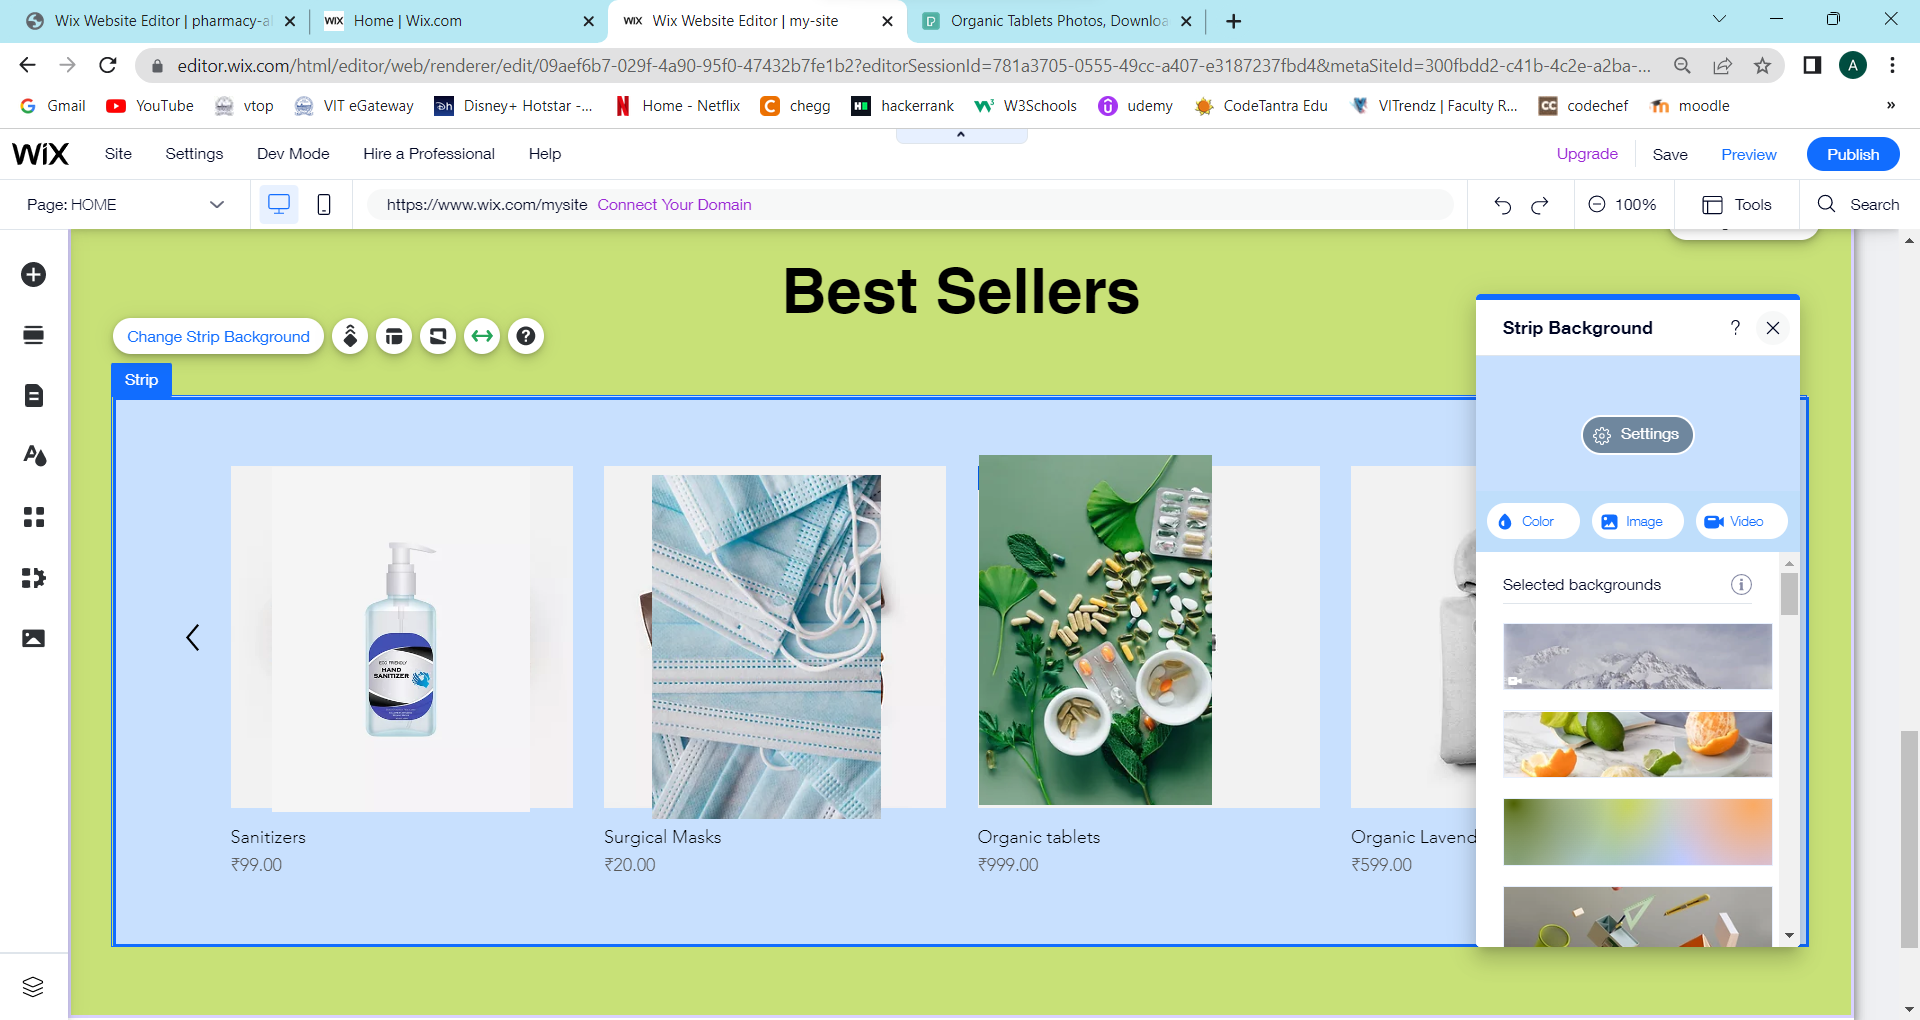 Wix Website Editor | pharmacy-a
Home | Wix.com
Wix Website Editor | my-site
Organic Tablets Photos, Downloa
editor.wix.com/html/editor/web/renderer/edit/09aef6b7-029f-4a90-95f0-47432b7fe1b2?editorSessionId=781a3705-0555-49cc-a407-e3187237fbd4&metaSiteId=300fbdd2-c41b-4c2e-a2ba-...
A
Gmail YouTube vtop VIT eGateway Disney+ Hotstar -... Home - Netflix chegg hackerrank W3Schools udemy CodeTantra Edu VITrendz | Faculty R... codechef moodle »
WIX Site Settings Dev Mode Hire a Professional Help Upgrade Save Preview Publish
Page: HOME https://www.wix.com/mysite Connect Your Domain 100% Tools Search
Best Sellers
Change Strip Background
Strip
Strip Background ?
Settings
Color Image Video
Selected backgrounds
ECO FRIENDLY
HAND
SANITIZER
Sanitizers
₹99.00
Surgical Masks
₹20.00
Organic tablets
₹999.00
Organic Lavend
₹599.00